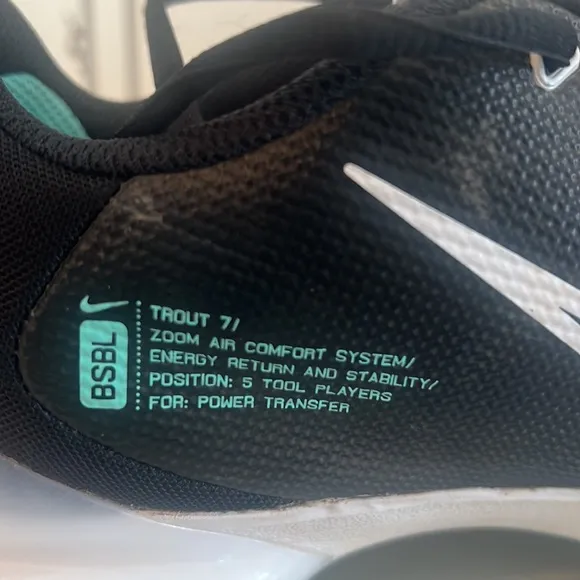 BSBL
TROUT 7/
ZOOM AIR COMFORT SYSTEM/
ENERGY RETURN AND STABILITY/
POSITION: 5 TOOL PLAYERS
FOR: POWER TRANSFER